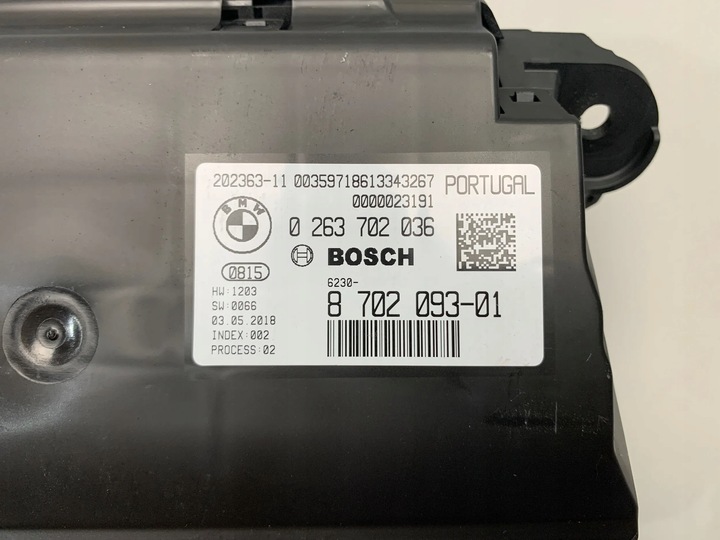 202363-11 00359718613343267 PORTUGAL
0000023191
BMW
0 263 702 036
BOSCH
0815
6230-
HW:1203
8 702 093-01
SW:0066
03.05.2018
INDEX:002
PROCESS:02